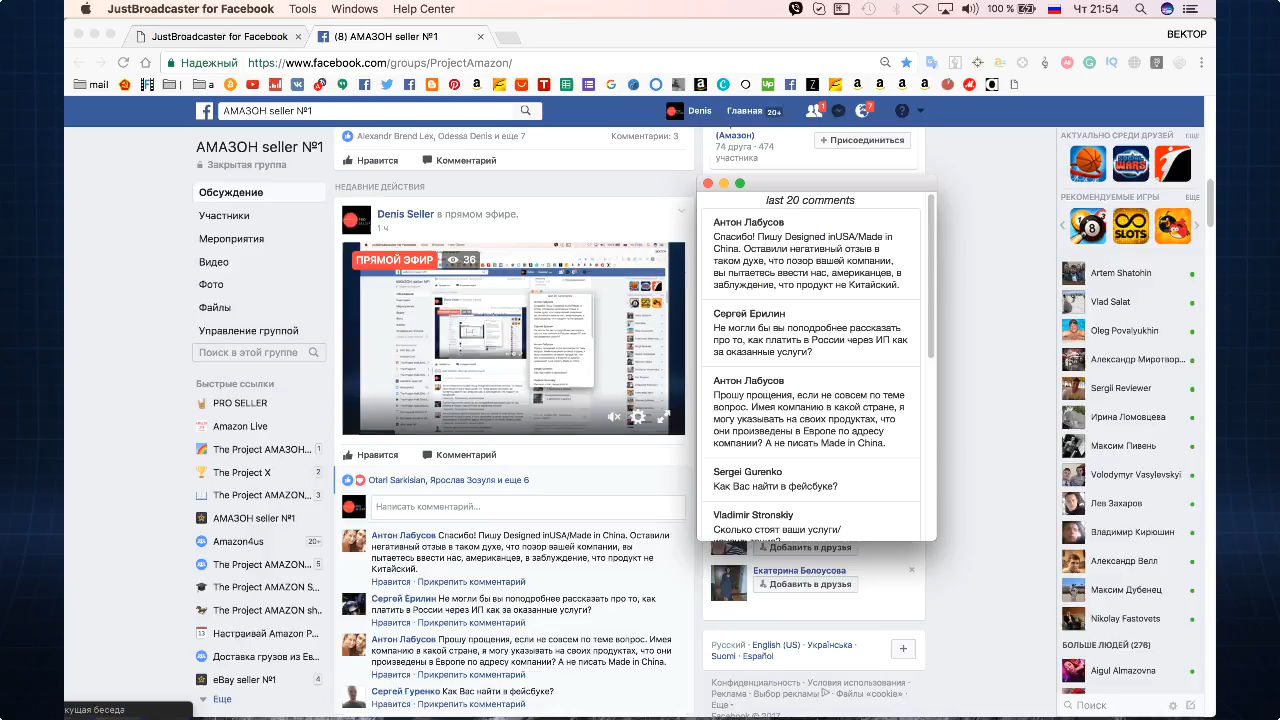 JustBroadcaster for Facebook Tools Windows Help Center
100 % Чт 21:54
JustBroadcaster for Facebook
(8) АМАЗОН seller №1
ВЕКТОР
Надежный https://www.facebook.com/groups/ProjectAmazon/
mail
a
АМАЗОН seller №1
Denis
Главная 20+
1
7
АМАЗОН seller №1
Закрытая группа
Обсуждение
Участники
Мероприятия
Видео
Фото
Файлы
Управление группой
Поиск в этой группе
Быстрые ссылки
PRO SELLER
Amazon Live
The Project АМАЗОН... 1
The Project X 2
The Project AMAZON... 3
АМАЗОН seller №1
Amazon4us 20+
The Project AMAZON... 5
The Project AMAZON S...
The Project AMAZON sh...
Настраивай Amazon P...
Доставка грузов из Ев...
eBay seller №1 4
Еще
кущая беседа
Alexandr Brend Lex, Odessa Denis и еще 7
Комментарии: 3
Нравится Комментарий
НЕДАВНИЕ ДЕЙСТВИЯ
Denis Seller в прямом эфире.
1 ч
ПРЯМОЙ ЭФИР 36
Нравится Комментарий
Otari Sarkisian, Ярослав Зозуля и еще 6
Написать комментарий...
Антон Лабусов Спасибо! Пишу Designed inUSA/Made in China. Оставили
негативный отзыв в таком духе, что позор вашей компании,
вы пытаетесь ввести нас, американцев, в заблуждение, что продукт не
Китайский.
Нравится · Прикрепить комментарий
Сергей Ерилин Не могли бы вы поподробнее рассказать про то, как
платить в России через ИП как за оказанные услуги?
Нравится · Прикрепить комментарий
Антон Лабусов Прошу прощения, если не совсем по теме вопрос. Имея
компанию в какой стране, я могу указывать на своих продуктах, что они
произведены в Европе по адресу компании? А не писать Made in China.
Нравится · Прикрепить комментарий
Сергей Гуренко Как Вас найти в фейсбуке?
Нравится · Прикрепить комментарий
(Амазон)
74 друга · 474
участника
Присоединиться
last 20 comments
Антон Лабусов
Спасибо! Пишу Designed inUSA/Made in
China. Оставили негативный отзыв в
таком духе, что позор вашей компании,
вы пытаетесь ввести нас, американцев, в
заблуждение, что продукт не Китайский.
Сергей Ерилин
Не могли бы вы поподробнее рассказать
про то, как платить в России через ИП как
за оказанные услуги?
Антон Лабусов
Прошу прощения, если не совсем по теме
вопрос. Имея компанию в какой стране, я
могу указывать на своих продуктах, что
они произведены в Европе по адресу
компании? А не писать Made in China.
Sergei Gurenko
Как Вас найти в фейсбуке?
Vladimir Stronskiy
Сколько стоят ваши услуги/
Добавить в друзья
Екатерина Белоусова
Добавить в друзья
Русский · English (US) · Українська ·
Suomi · Español
Конфиденциальность · Условия использования ·
Реклама · Выбор рекламы · Файлы «cookie» ·
Еще
Facebook © 2017
АКТУАЛЬНО СРЕДИ ДРУЗЕЙ ЕЩЕ
РЕКОМЕНДУЕМЫЕ ИГРЫ ЕЩЕ
Artem Shatohin
Vlad Salat
Oleg Povalyukhin
Александр Миротвор...
Sergii Reviewer
Ломовцева
Максим Пивень
Volodymyr Vasylevskyi
Лев Захаров
Владимир Кирюшин
Александр Велл
Максим Дубенец
Nikolay Fastovets
БОЛЬШЕ ЛЮДЕЙ (276)
Aigul Almazovna
Поиск